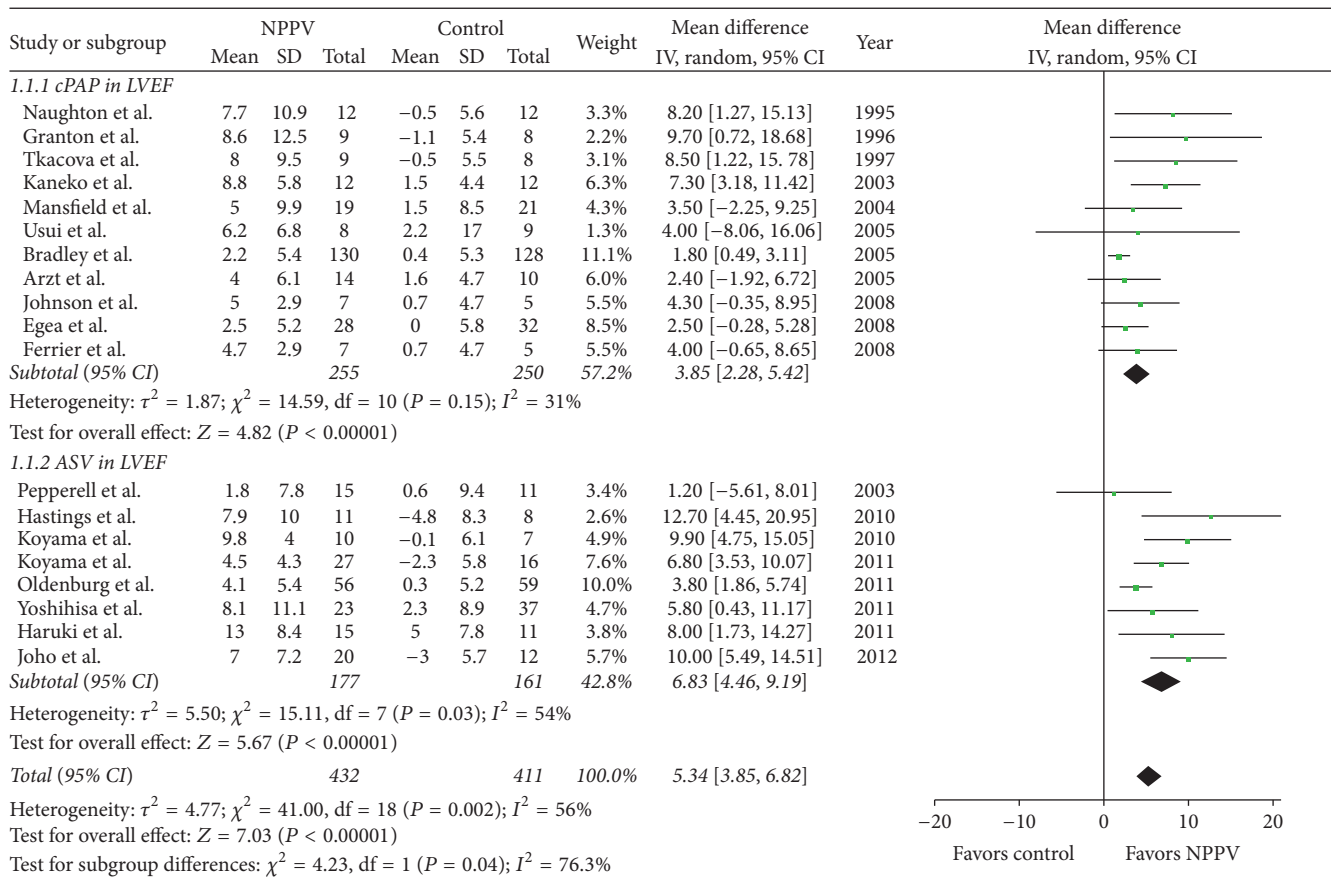 Study or subgroup NPPV Control Weight Mean difference Year Mean difference
Mean SD Total Mean SD Total IV, random, 95% CI IV, random, 95% CI
1.1.1 cPAP in LVEF
Naughton et al. 7.7 10.9 12 −0.5 5.6 12 3.3% 8.20 [1.27, 15.13] 1995
Granton et al. 8.6 12.5 9 −1.1 5.4 8 2.2% 9.70 [0.72, 18.68] 1996
Tkacova et al. 8 9.5 9 −0.5 5.5 8 3.1% 8.50 [1.22, 15. 78] 1997
Kaneko et al. 8.8 5.8 12 1.5 4.4 12 6.3% 7.30 [3.18, 11.42] 2003
Mansfield et al. 5 9.9 19 1.5 8.5 21 4.3% 3.50 [−2.25, 9.25] 2004
Usui et al. 6.2 6.8 8 2.2 17 9 1.3% 4.00 [−8.06, 16.06] 2005
Bradley et al. 2.2 5.4 130 0.4 5.3 128 11.1% 1.80 [0.49, 3.11] 2005
Arzt et al. 4 6.1 14 1.6 4.7 10 6.0% 2.40 [−1.92, 6.72] 2005
Johnson et al. 5 2.9 7 0.7 4.7 5 5.5% 4.30 [−0.35, 8.95] 2008
Egea et al. 2.5 5.2 28 0 5.8 32 8.5% 2.50 [−0.28, 5.28] 2008
Ferrier et al. 4.7 2.9 7 0.7 4.7 5 5.5% 4.00 [−0.65, 8.65] 2008
Subtotal (95% CI) 255 250 57.2% 3.85 [2.28, 5.42]
Heterogeneity: τ² = 1.87; χ² = 14.59, df = 10 (P = 0.15); I² = 31%
Test for overall effect: Z = 4.82 (P < 0.00001)
1.1.2 ASV in LVEF
Pepperell et al. 1.8 7.8 15 0.6 9.4 11 3.4% 1.20 [−5.61, 8.01] 2003
Hastings et al. 7.9 10 11 −4.8 8.3 8 2.6% 12.70 [4.45, 20.95] 2010
Koyama et al. 9.8 4 10 −0.1 6.1 7 4.9% 9.90 [4.75, 15.05] 2010
Koyama et al. 4.5 4.3 27 −2.3 5.8 16 7.6% 6.80 [3.53, 10.07] 2011
Oldenburg et al. 4.1 5.4 56 0.3 5.2 59 10.0% 3.80 [1.86, 5.74] 2011
Yoshihisa et al. 8.1 11.1 23 2.3 8.9 37 4.7% 5.80 [0.43, 11.17] 2011
Haruki et al. 13 8.4 15 5 7.8 11 3.8% 8.00 [1.73, 14.27] 2011
Joho et al. 7 7.2 20 −3 5.7 12 5.7% 10.00 [5.49, 14.51] 2012
Subtotal (95% CI) 177 161 42.8% 6.83 [4.46, 9.19]
Heterogeneity: τ² = 5.50; χ² = 15.11, df = 7 (P = 0.03); I² = 54%
Test for overall effect: Z = 5.67 (P < 0.00001)
Total (95% CI) 432 411 100.0% 5.34 [3.85, 6.82]
Heterogeneity: τ² = 4.77; χ² = 41.00, df = 18 (P = 0.002); I² = 56%
Test for overall effect: Z = 7.03 (P < 0.00001)
Test for subgroup differences: χ² = 4.23, df = 1 (P = 0.04); I² = 76.3%
−20 −10 0 10 20
Favors control Favors NPPV